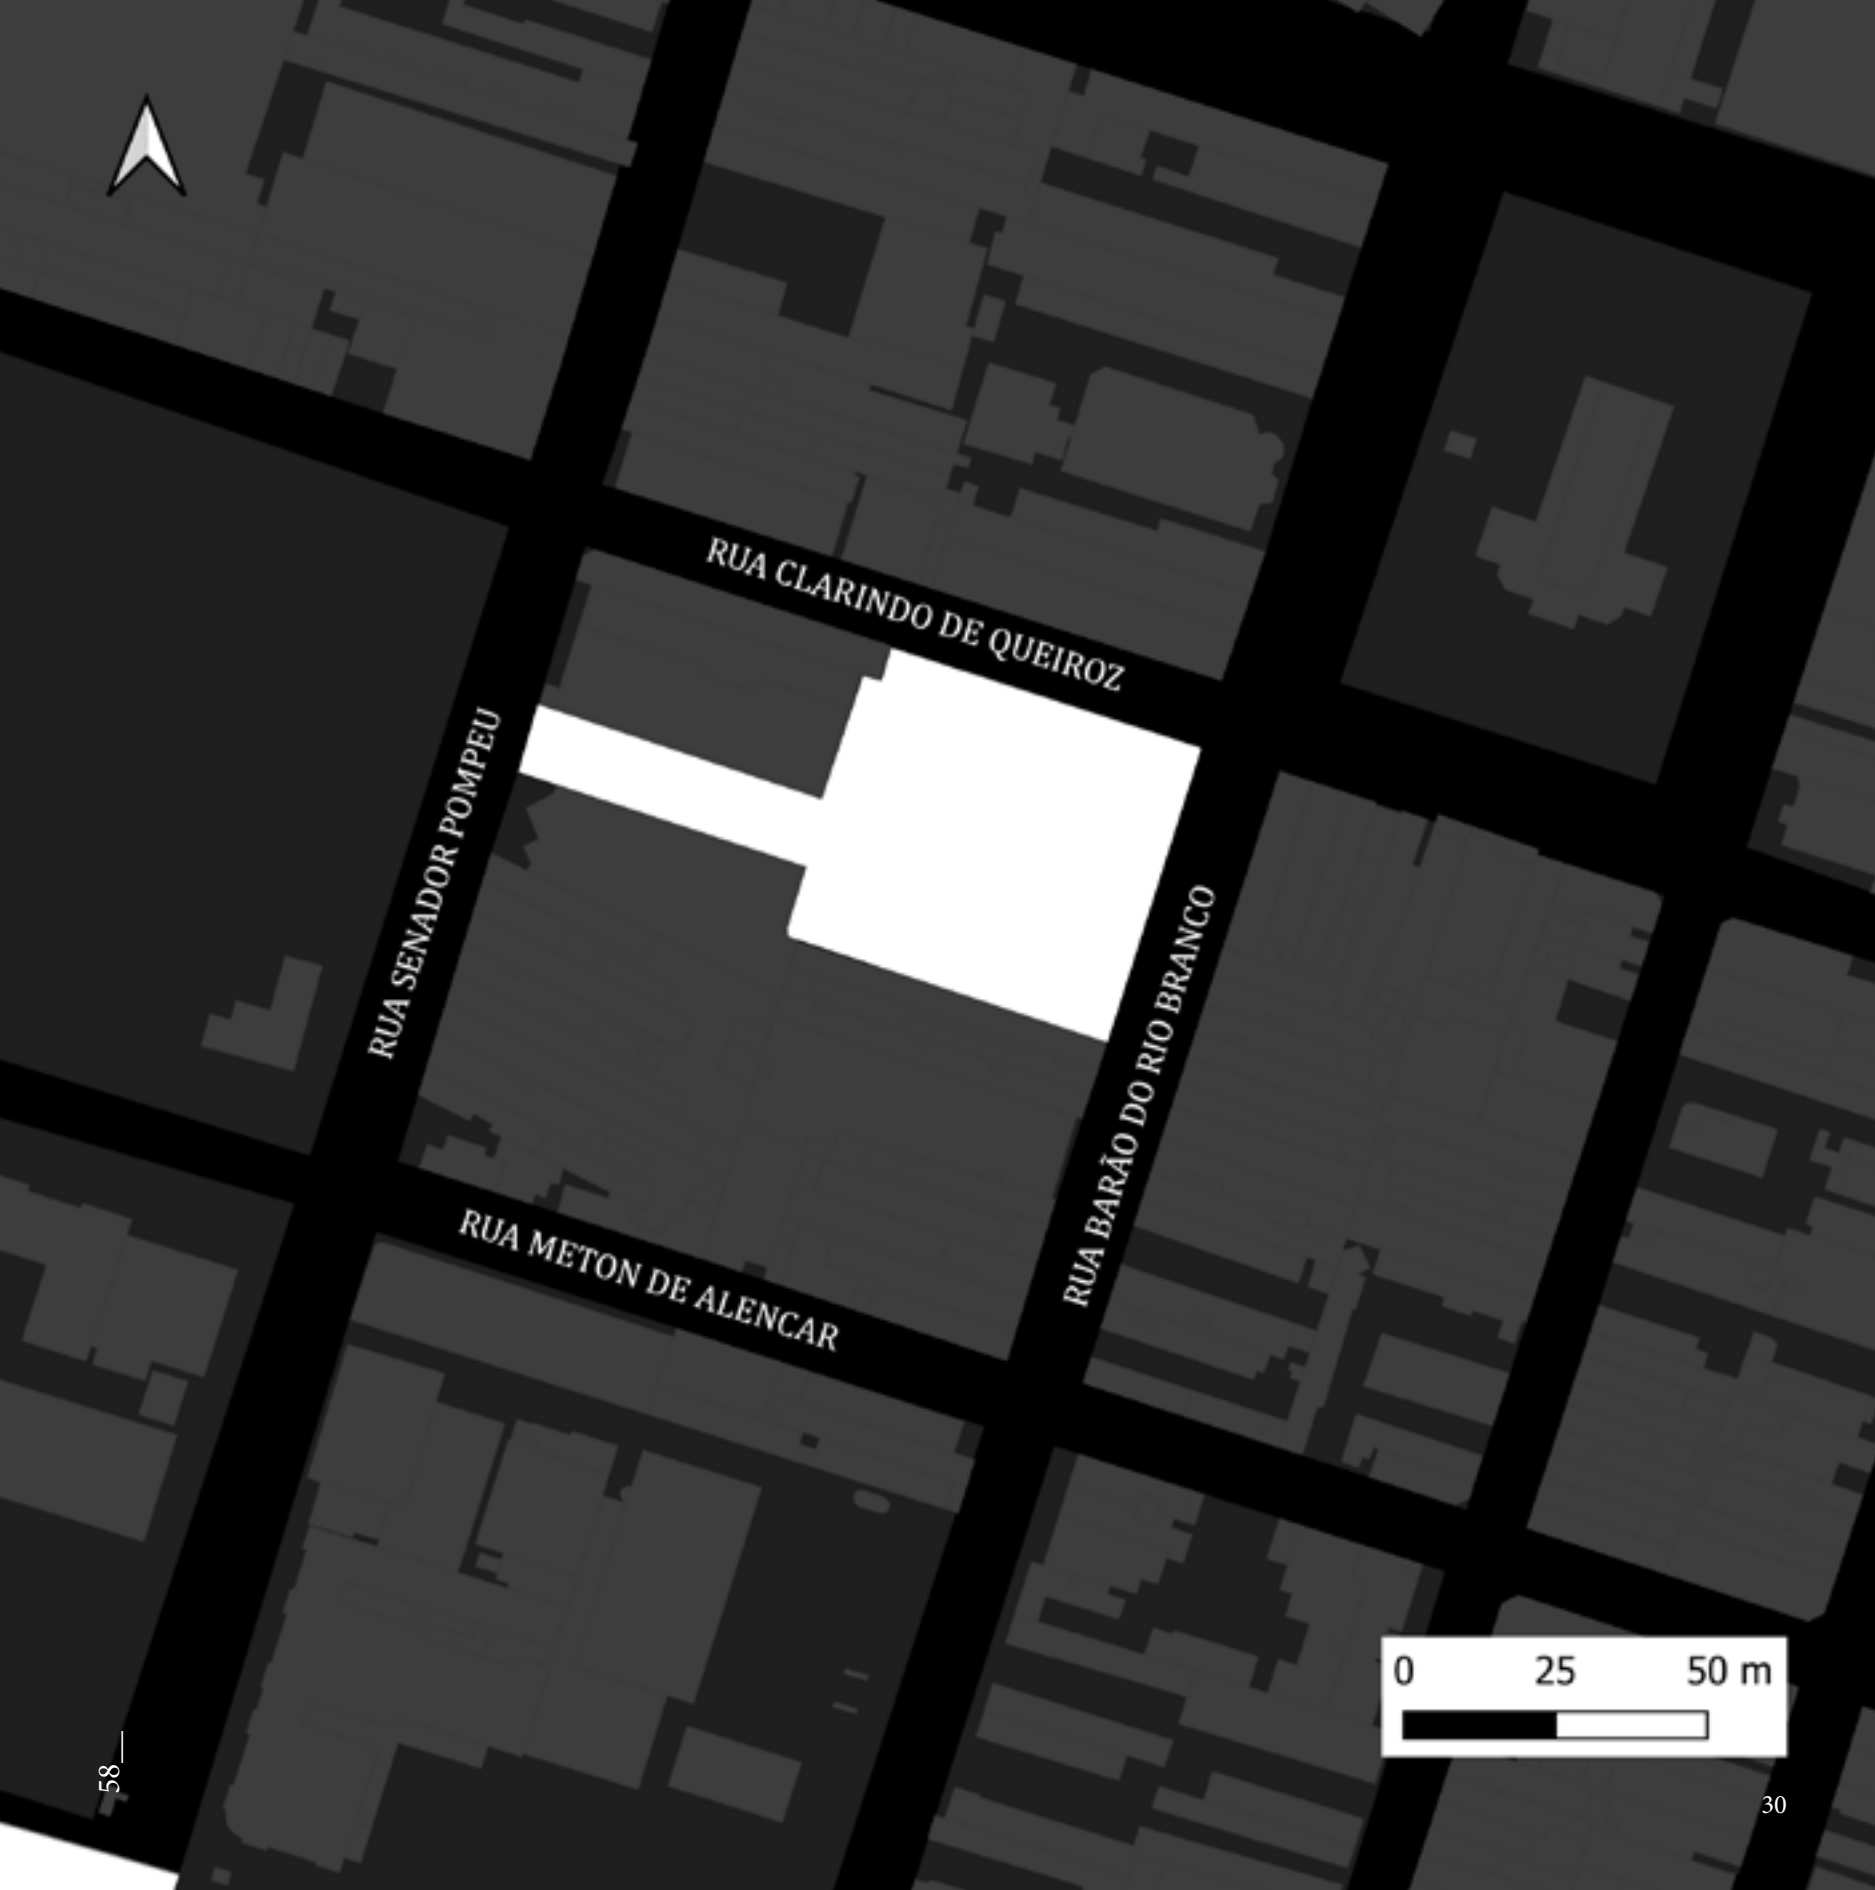 RUA CLARINDO DE QUEIROZ
RUA SENADOR POMPEU
RUA BARÃO DO RIO BRANCO
RUA METON DE ALENCAR
0 25 50 m
58
30